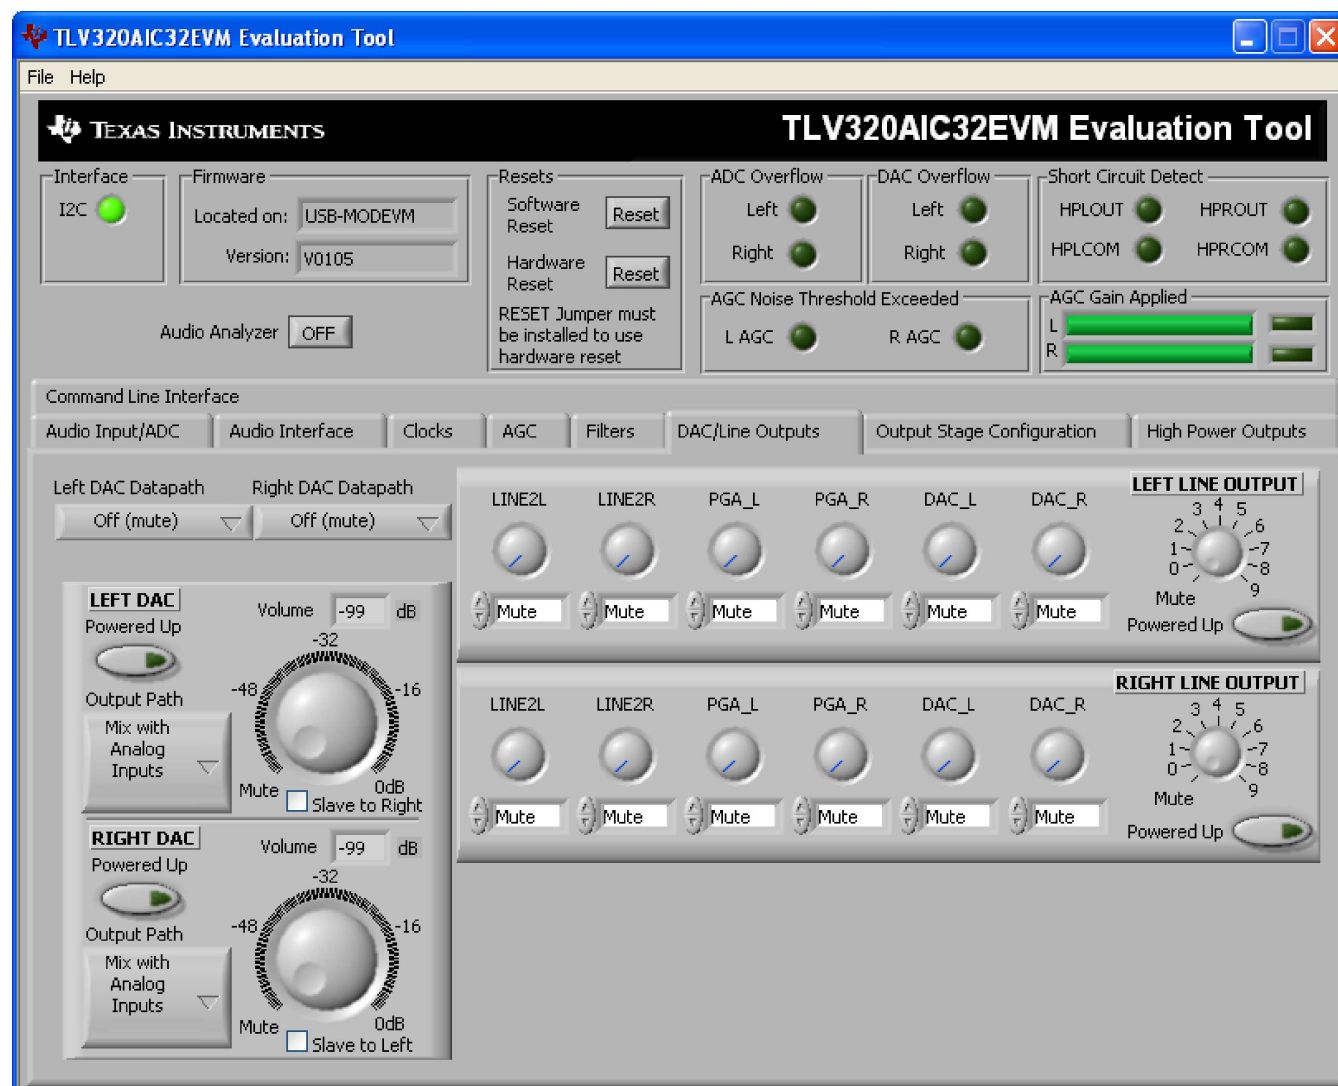 TLV320AIC32EVM Evaluation Tool
File Help
TEXAS INSTRUMENTS
TLV320AIC32EVM Evaluation Tool
Interface
I2C
Firmware
Located on: USB-MODEVM
Version: V0105
Audio Analyzer OFF
Resets
Software Reset Reset
Hardware Reset Reset
RESET Jumper must
be installed to use
hardware reset
ADC Overflow
Left
Right
DAC Overflow
Left
Right
Short Circuit Detect
HPLOUT HPROUT
HPLCOM HPRCOM
AGC Noise Threshold Exceeded
L AGC R AGC
AGC Gain Applied
L
R
Command Line Interface
Audio Input/ADC Audio Interface Clocks AGC Filters DAC/Line Outputs Output Stage Configuration High Power Outputs
Left DAC Datapath Right DAC Datapath
Off (mute) Off (mute)
LEFT DAC
Powered Up
Output Path
Mix with
Analog
Inputs
Volume -99 dB
-32
-48 -16
Mute 0dB
Slave to Right
RIGHT DAC
Powered Up
Output Path
Mix with
Analog
Inputs
Volume -99 dB
-32
-48 -16
Mute 0dB
Slave to Left
LINE2L LINE2R PGA_L PGA_R DAC_L DAC_R
Mute Mute Mute Mute Mute Mute
LEFT LINE OUTPUT
3 4 5
2 6
1 7
0 8
Mute 9
Powered Up
LINE2L LINE2R PGA_L PGA_R DAC_L DAC_R
Mute Mute Mute Mute Mute Mute
RIGHT LINE OUTPUT
3 4 5
2 6
1 7
0 8
Mute 9
Powered Up